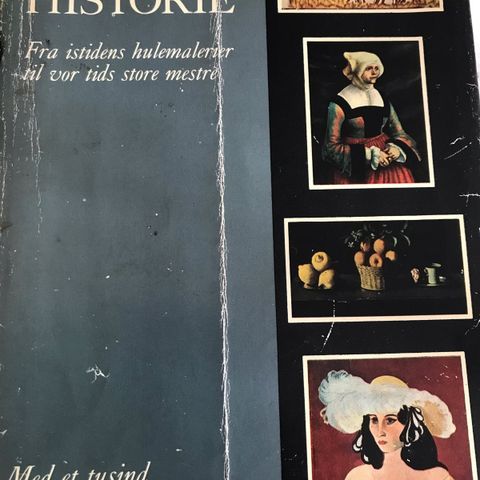 HISTORIE
Fra istidens hulemalerier
til vor tids store mestre
Med et tusind